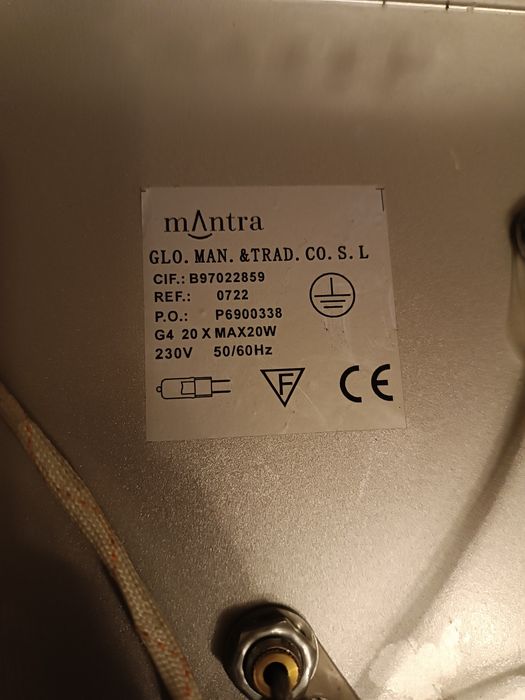 mantra
GLO. MAN. &TRAD. CO. S. L
CIF.: B97022859
REF.: 0722
P.O.: P6900338
G4 20 X MAX20W
230V 50/60Hz
F CE